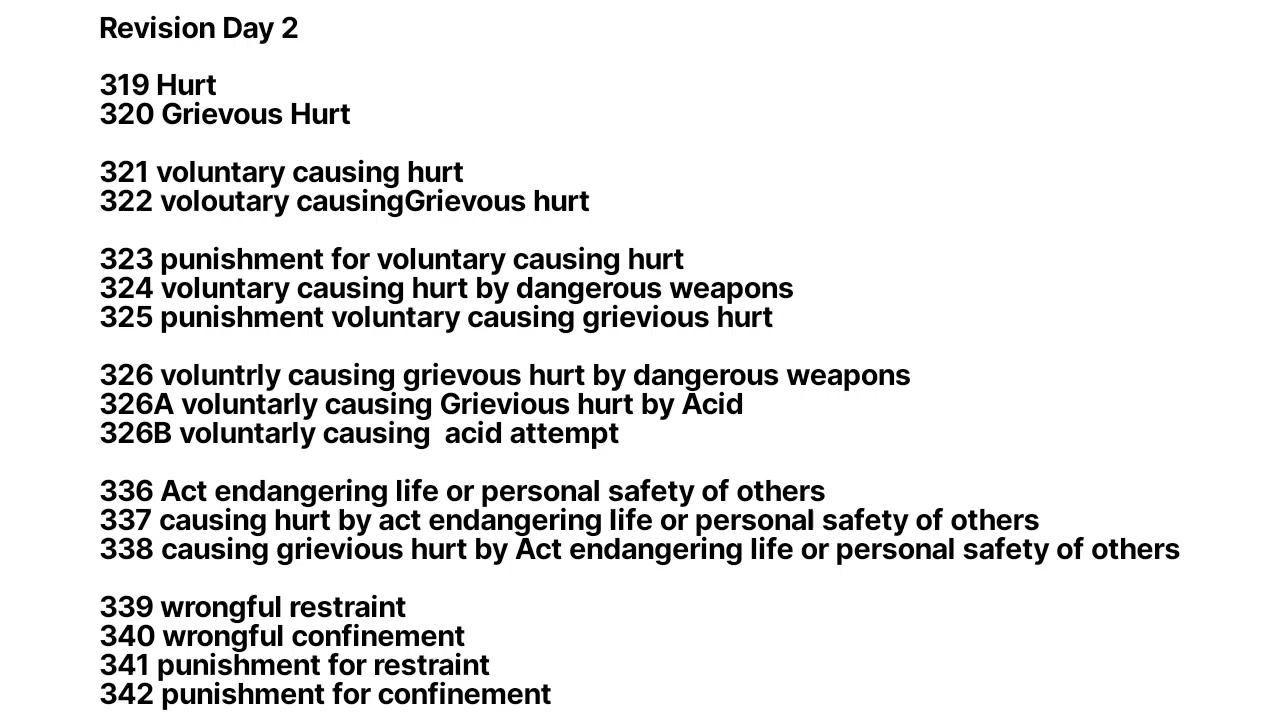 Revision Day 2
319 Hurt
320 Grievous Hurt
321 voluntary causing hurt
322 voloutary causingGrievous hurt
323 punishment for voluntary causing hurt
324 voluntary causing hurt by dangerous weapons
325 punishment voluntary causing grievious hurt
326 voluntrly causing grievous hurt by dangerous weapons
326A voluntarly causing Grievious hurt by Acid
326B voluntarly causing  acid attempt
336 Act endangering life or personal safety of others
337 causing hurt by act endangering life or personal safety of others
338 causing grievious hurt by Act endangering life or personal safety of others
339 wrongful restraint
340 wrongful confinement
341 punishment for restraint
342 punishment for confinement